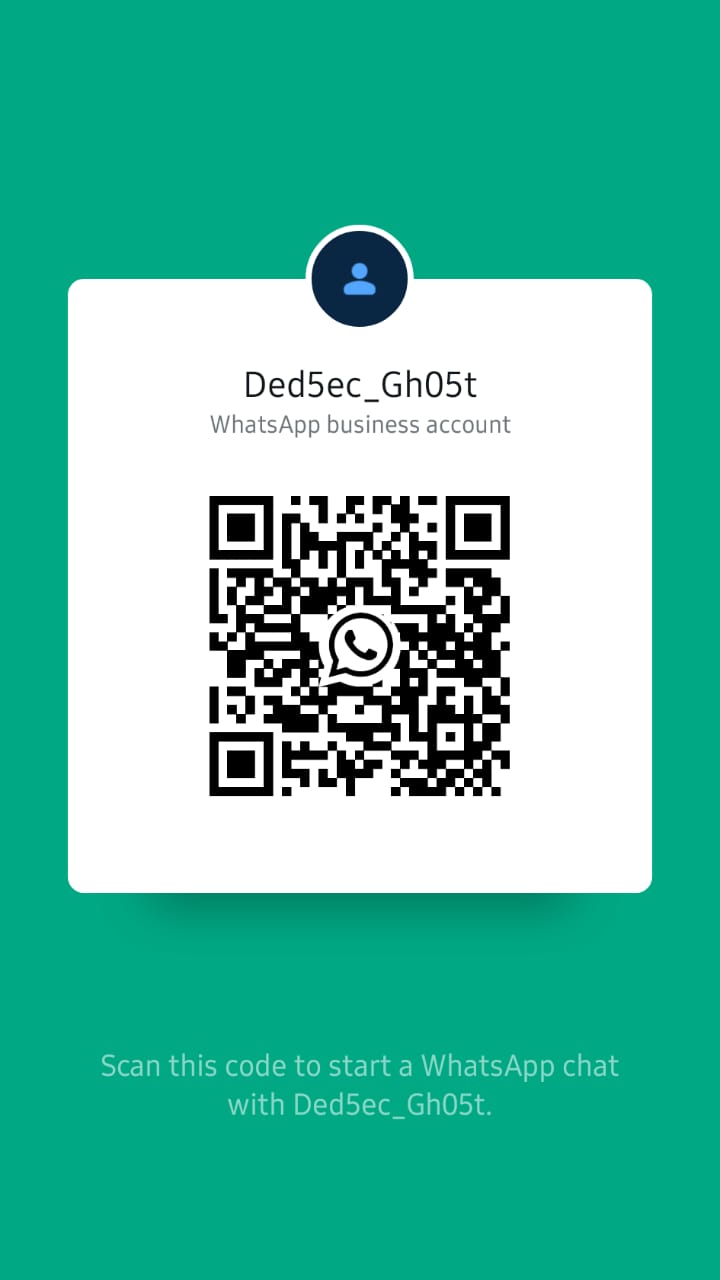 Ded5ec_Gh05t
WhatsApp business account
Scan this code to start a WhatsApp chat
with Ded5ec_Gh05t.